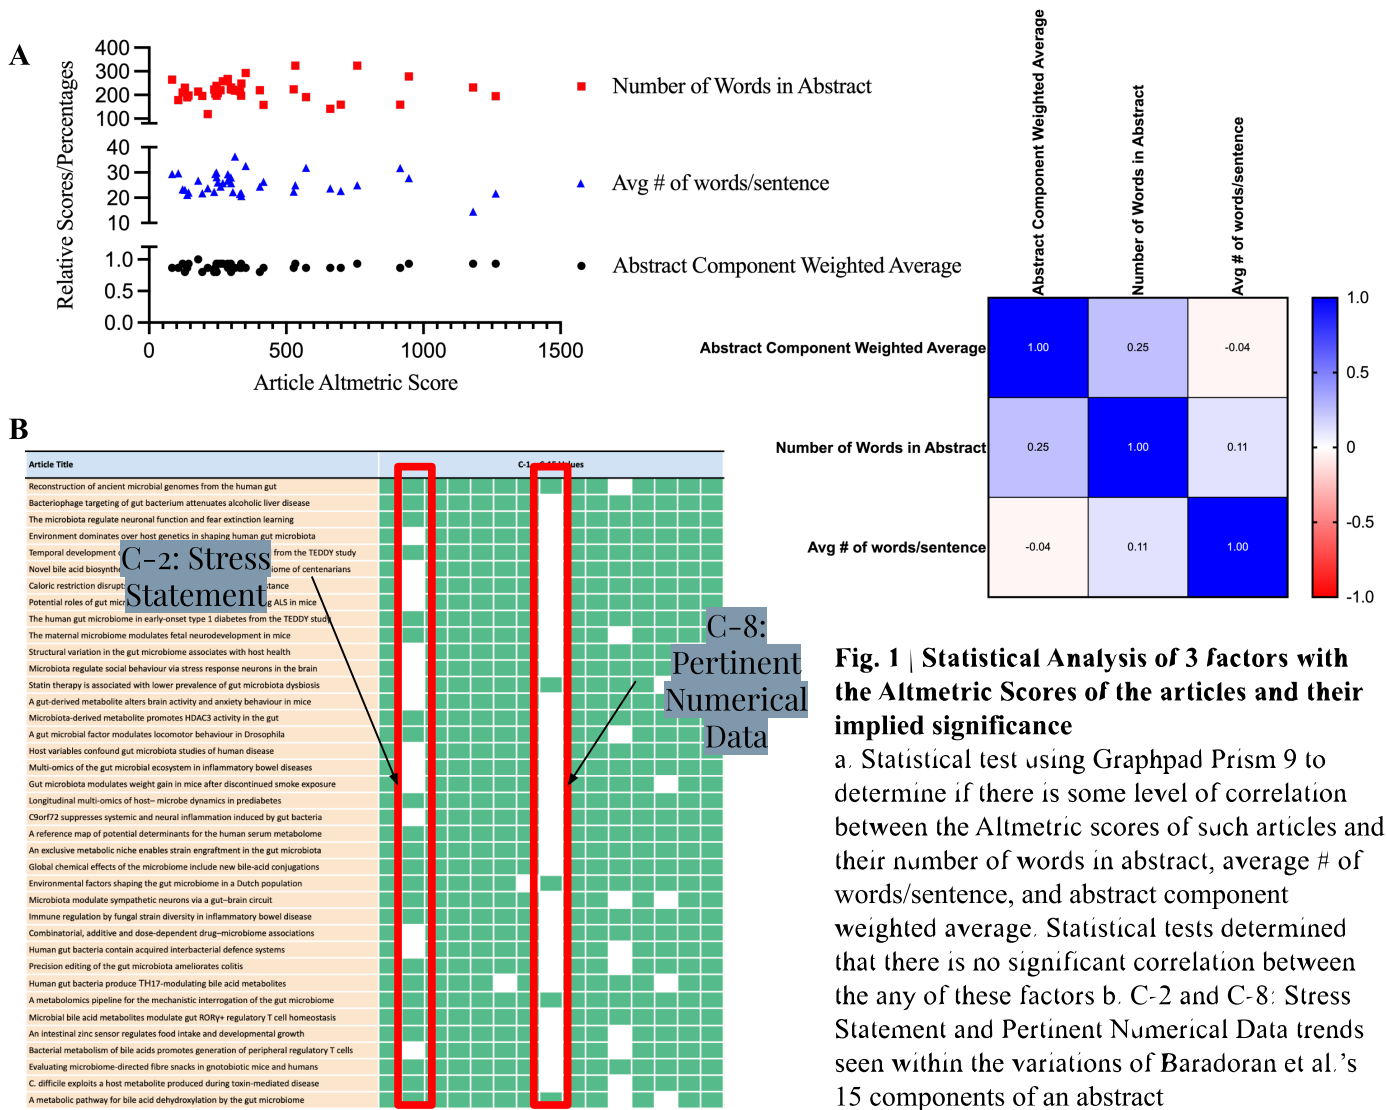 A
Relative Scores/Percentages
400
300
200
100
40
30
20
10
1.0
0.5
0.0
0
500
1000
1500
Article Altmetric Score
Number of Words in Abstract
Avg # of words/sentence
Abstract Component Weighted Average
Abstract Component Weighted Average
Number of Words in Abstract
Avg # of words/sentence
Abstract Component Weighted Average
1.00
0.25
-0.04
Number of Words in Abstract
0.25
1.00
0.11
Avg # of words/sentence
-0.04
0.11
1.00
1.0
0.5
0
-0.5
-1.0
B
Article Title
Reconstruction of ancient microbial genomes from the human gut
Bacteriophage targeting of gut bacterium attenuates alcoholic liver disease
The microbiota regulate neuronal function and fear extinction learning
Environment dominates over host genetics in shaping human gut microbiota
Temporal development from the TEDDY study
Novel bile acid of centenarians
Caloric restriction
Potential roles of gut ALS in mice
The human gut microbiome in early-onset type 1 diabetes from the TEDDY study
The maternal microbiome modulates fetal neurodevelopment in mice
Structural variation in the gut microbiome associates with host health
Microbiota regulate social behaviour via stress response neurons in the brain
Statin therapy is associated with lower prevalence of gut microbiota dysbiosis
A gut-derived metabolite alters brain activity and anxiety behaviour in mice
Microbiota-derived metabolite promotes HDAC3 activity in the gut
A gut microbial factor modulates locomotor behaviour in Drosophila
Host variables confound gut microbiota studies of human disease
Multi-omics of the gut microbial ecosystem in inflammatory bowel diseases
Gut microbiota modulates weight gain in mice after discontinued smoke exposure
Longitudinal multi-omics of host– microbe dynamics in prediabetes
C9orf72 suppresses systemic and neural inflammation induced by gut bacteria
A reference map of potential determinants for the human serum metabolome
An exclusive metabolic niche enables strain engraftment in the gut microbiota
Global chemical effects of the microbiome include new bile-acid conjugations
Environmental factors shaping the gut microbiome in a Dutch population
Microbiota modulate sympathetic neurons via a gut–brain circuit
Immune regulation by fungal strain diversity in inflammatory bowel disease
Combinatorial, additive and dose-dependent drug–microbiome associations
Human gut bacteria contain acquired interbacterial defence systems
Precision editing of the gut microbiota ameliorates colitis
Human gut bacteria produce TH17-modulating bile acid metabolites
A metabolomics pipeline for the mechanistic interrogation of the gut microbiome
Microbial bile acid metabolites modulate gut RORγ+ regulatory T cell homeostasis
An intestinal zinc sensor regulates food intake and developmental growth
Bacterial metabolism of bile acids promotes generation of peripheral regulatory T cells
Evaluating microbiome-directed fibre snacks in gnotobiotic mice and humans
C. difficile exploits a host metabolite produced during toxin-mediated disease
A metabolic pathway for bile acid dehydroxylation by the gut microbiome
C-2: Stress
Statement
C-8:
Pertinent
Numerical
Data
Fig. 1 | Statistical Analysis of 3 factors with
the Altmetric Scores of the articles and their
implied significance
a. Statistical test using Graphpad Prism 9 to
determine if there is some level of correlation
between the Altmetric scores of such articles and
their number of words in abstract, average # of
words/sentence, and abstract component
weighted average. Statistical tests determined
that there is no significant correlation between
the any of these factors b. C-2 and C-8: Stress
Statement and Pertinent Numerical Data trends
seen within the variations of Baradoran et al.'s
15 components of an abstract